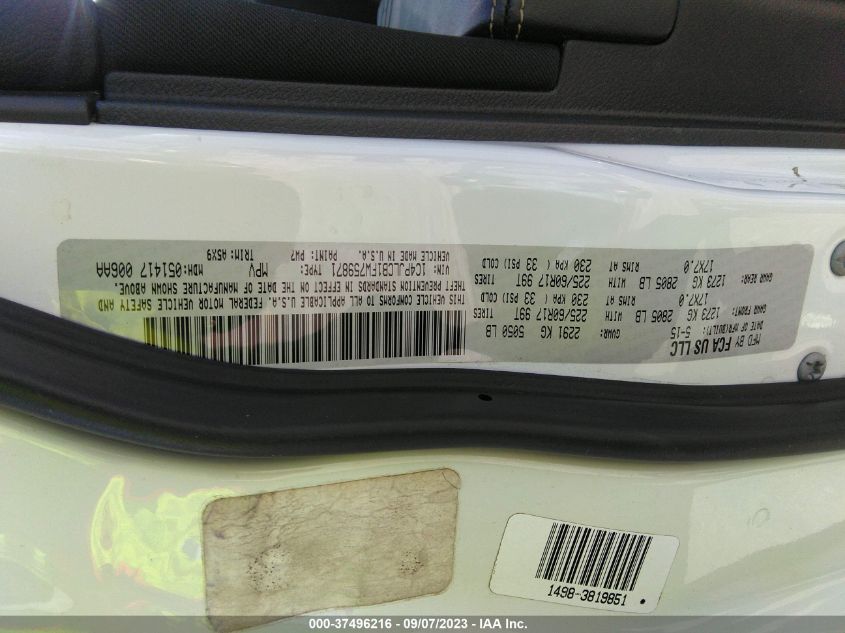 MFD BY FCA US LLC
DATE OF MFR/BUILT: 5-15 GVWR: 2291 KG 5050 LB
GAWR FRONT: 1273 KG 2805 LB WITH 225/60R17 99T TIRES
17X7.0 RIMS AT 230 KPA ( 33 PSI) COLD
GAWR REAR: 1273 KG 2805 LB WITH 225/60R17 99T TIRES
17X7.0 RIMS AT 230 KPA ( 33 PSI) COLD
THIS VEHICLE CONFORMS TO ALL APPLICABLE U.S.A. FEDERAL MOTOR VEHICLE SAFETY AND
THEFT PREVENTION STANDARDS IN EFFECT ON THE DATE OF MANUFACTURE SHOWN ABOVE.
VIN: 1C4PJLCB1FW759871 TYPE: MPV MDH: 051417 006AA
VEHICLE MADE IN U.S.A. PAINT: PW7 TRIM: A5X9
1498-3819851
000-37496216 - 09/07/2023 - IAA Inc.